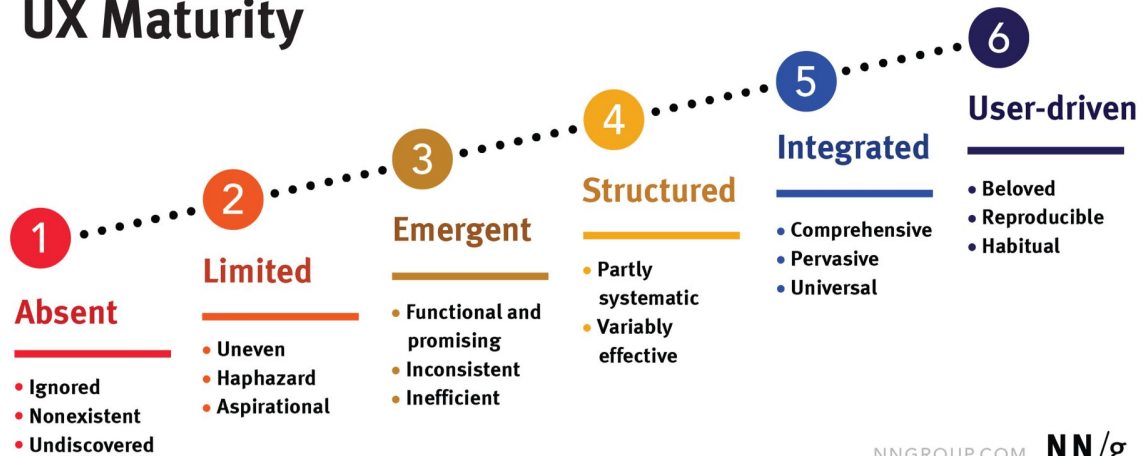 UX Maturity
1
Absent
• Ignored
• Nonexistent
• Undiscovered
2
Limited
• Uneven
• Haphazard
• Aspirational
3
Emergent
• Functional and
promising
• Inconsistent
• Inefficient
4
Structured
• Partly
systematic
• Variably
effective
5
Integrated
• Comprehensive
• Pervasive
• Universal
6
User-driven
• Beloved
• Reproducible
• Habitual
NNGROUP.COM NN/g